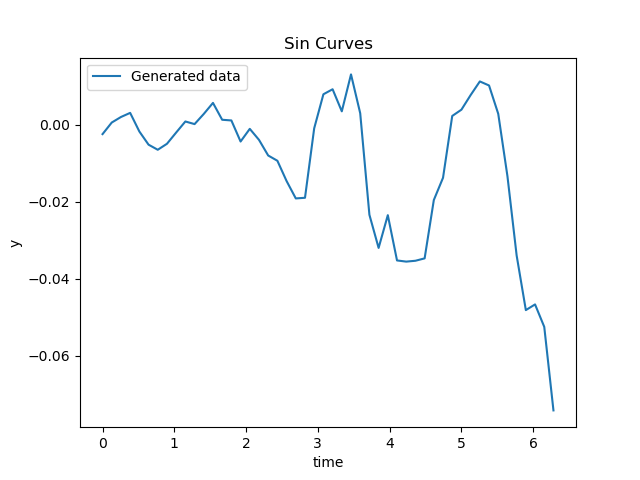 Sin Curves
Generated data
0.00
−0.02
−0.04
−0.06
y
0 1 2 3 4 5 6
time